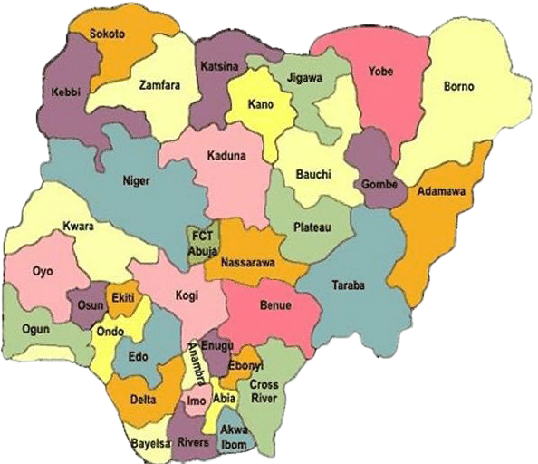 Sokoto
Katsina
Jigawa
Yobe
Borno
Kebbi
Zamfara
Kano
Kaduna
Bauchi
Gombe
Adamawa
Niger
Kwara
FCT
Abuja
Plateau
Nassarawa
Taraba
Oyo
Osun
Ekiti
Kogi
Benue
Ogun
Ondo
Edo
Anambra
Enugu
Ebonyi
Cross
River
Delta
Imo
Abia
Bayelsa
Rivers
Akwa
Ibom